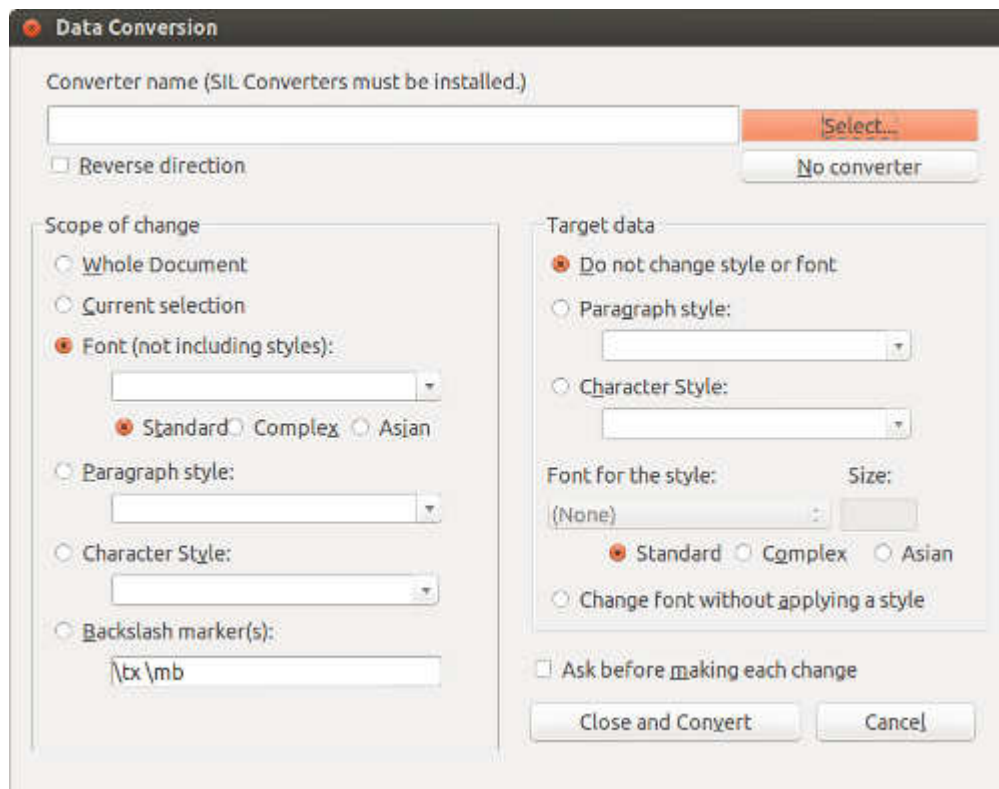 Data Conversion
Converter name (SIL Converters must be installed.)
Select...
Reverse direction
No converter
Scope of change
Whole Document
Current selection
Font (not including styles):
Standard Complex Asian
Paragraph style:
Character Style:
Backslash marker(s):
\tx \mb
Target data
Do not change style or font
Paragraph style:
Character Style:
Font for the style: Size:
(None)
Standard Complex Asian
Change font without applying a style
Ask before making each change
Close and Convert Cancel